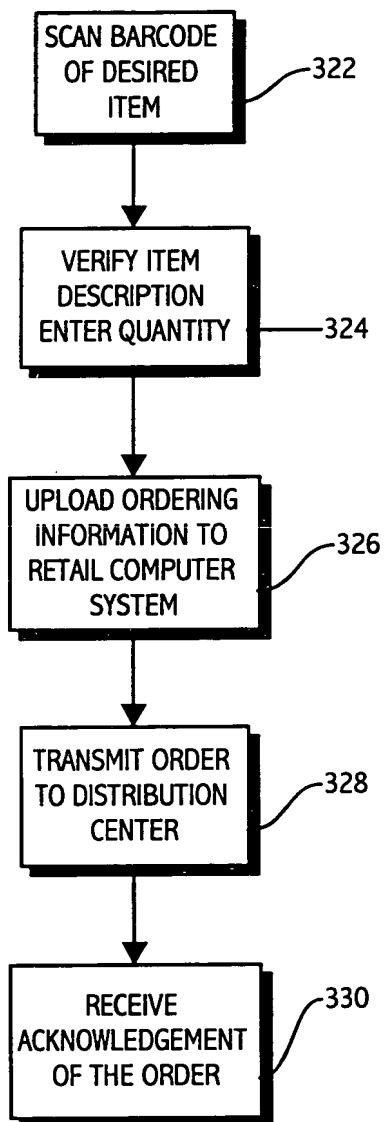 SCAN BARCODE
OF DESIRED
ITEM
322
VERIFY ITEM
DESCRIPTION
ENTER QUANTITY
324
UPLOAD ORDERING
INFORMATION TO
RETAIL COMPUTER
SYSTEM
326
TRANSMIT ORDER
TO DISTRIBUTION
CENTER
328
RECEIVE
ACKNOWLEDGEMENT
OF THE ORDER
330